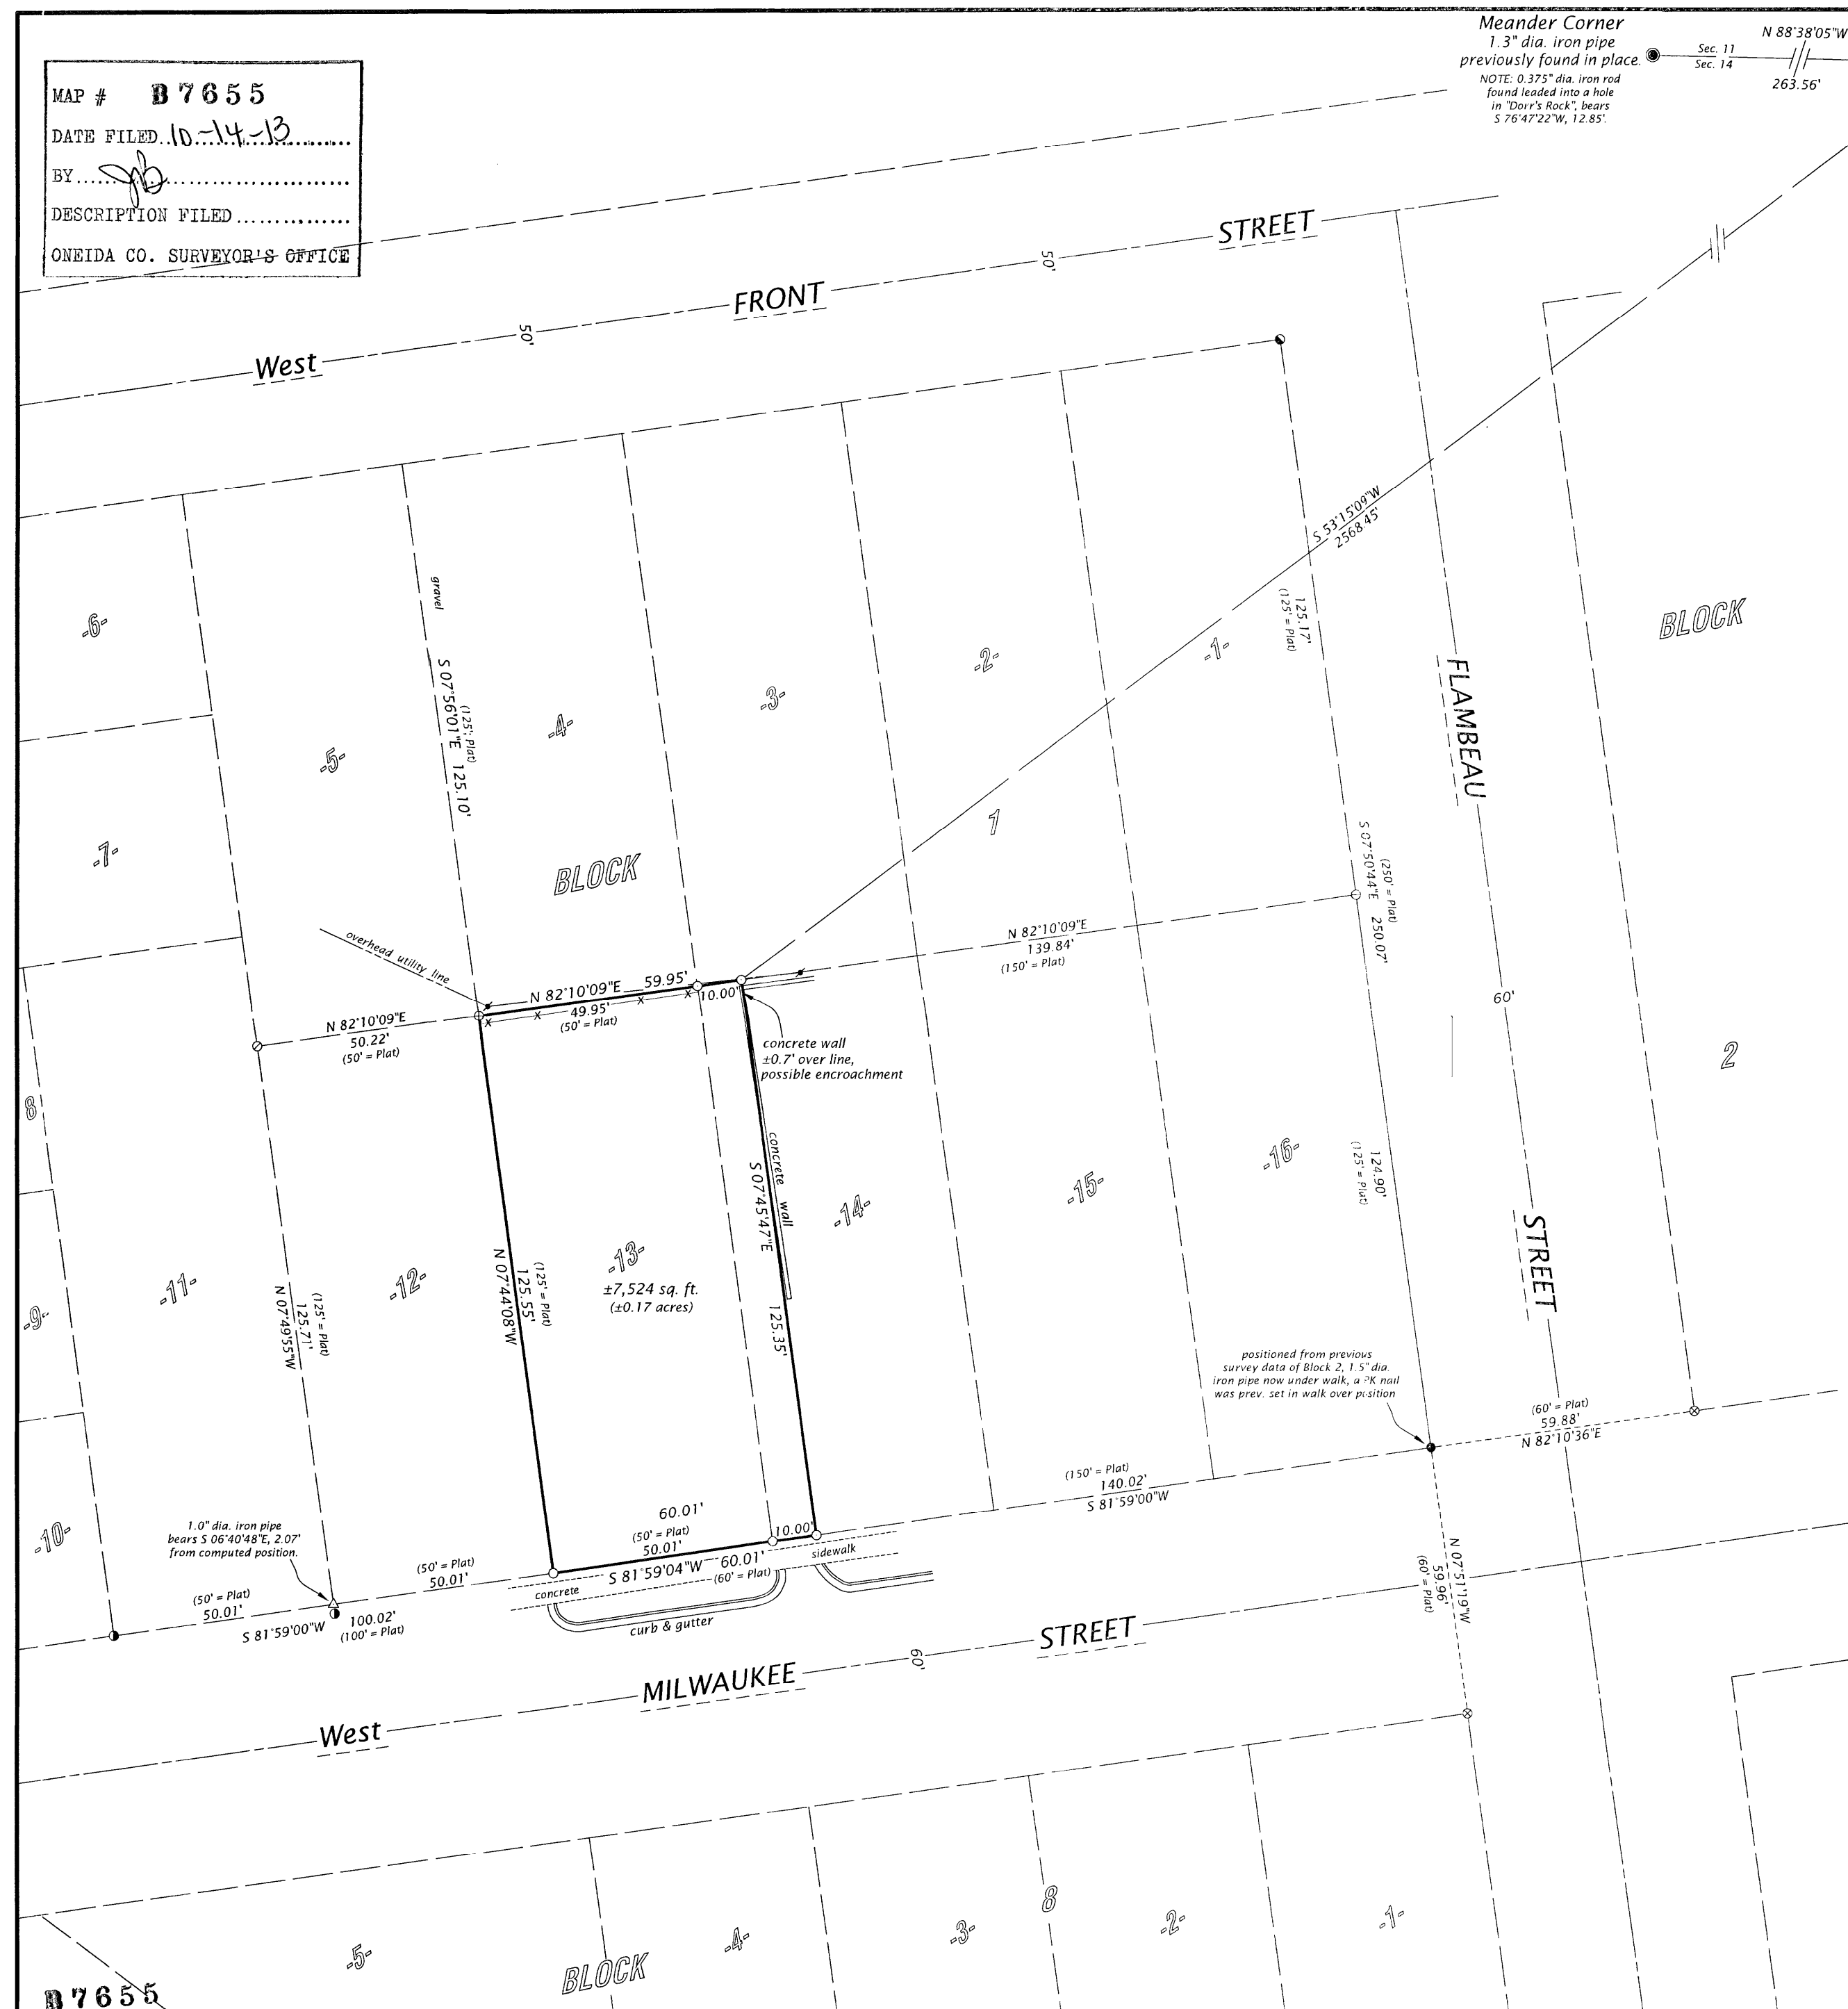 MAP # B7655
DATE FILED 10-14-13
BY
DESCRIPTION FILED
ONEIDA CO. SURVEYOR'S OFFICE
Meander Corner
1.3" dia. iron pipe
previously found in place.
NOTE: 0.375" dia. iron rod
found leaded into a hole
in "Dorr's Rock", bears
S 76°47'22"W, 12.85'.
Sec. 11
Sec. 14
N 88°38'05"W
263.56'
West FRONT STREET
50'
50'
S 53°15'09"W
2568.45'
-6-
-5-
-4-
-3-
-2-
-1-
-7-
gravel
(125'; Plat)
S 07°56'01"E 125.10'
125.17'
(125' = Plat)
BLOCK
1
FLAMBEAU
STREET
60'
BLOCK
2
(250' = Plat)
S 07°50'44"E 250.07'
overhead utility line
N 82°10'09"E 59.95'
49.95'
(50' = Plat)
10.00'
N 82°10'09"E
139.84'
(150' = Plat)
N 82°10'09"E
50.22'
(50' = Plat)
concrete wall
±0.7' over line,
possible encroachment
8
-9-
-10-
-11-
-12-
-13-
±7,524 sq. ft.
(±0.17 acres)
-14-
-15-
-16-
concrete wall
S 07°45'47"E 125.35'
(125' = Plat)
125.55'
N 07°44'08"W
(125' = Plat)
125.71'
N 07°49'55"W
124.90'
(125' = Plat)
positioned from previous
survey data of Block 2, 1.5" dia.
iron pipe now under walk, a PK nail
was prev. set in walk over position
(60' = Plat)
59.88'
N 82°10'36"E
(150' = Plat)
140.02'
S 81°59'00"W
60.01'
(50' = Plat)
50.01'
10.00'
S 81°59'04"W 60.01'
(60' = Plat)
concrete
sidewalk
curb & gutter
1.0" dia. iron pipe
bears S 06°40'48"E, 2.07'
from computed position.
(50' = Plat)
50.01'
(50' = Plat)
50.01'
S 81°59'00"W 100.02'
(100' = Plat)
N 07°51'19"W
59.96'
(60' = Plat)
West MILWAUKEE STREET
60'
-5-
BLOCK
-4-
-3-
8
-2-
-1-
B7655